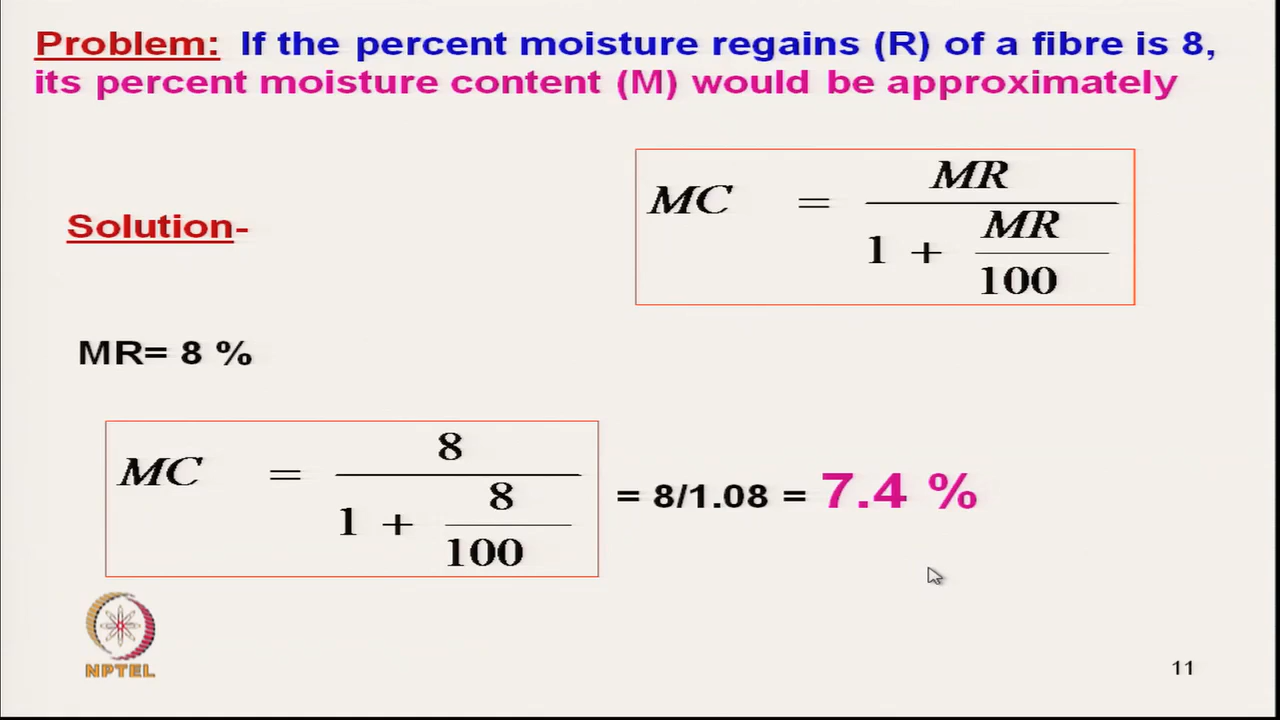 Problem: If the percent moisture regains (R) of a fibre is 8,
its percent moisture content (M) would be approximately
MC = MR / (1 + MR/100)
Solution-
MR= 8 %
MC = 8 / (1 + 8/100) = 8/1.08 = 7.4 %
NPTEL
11